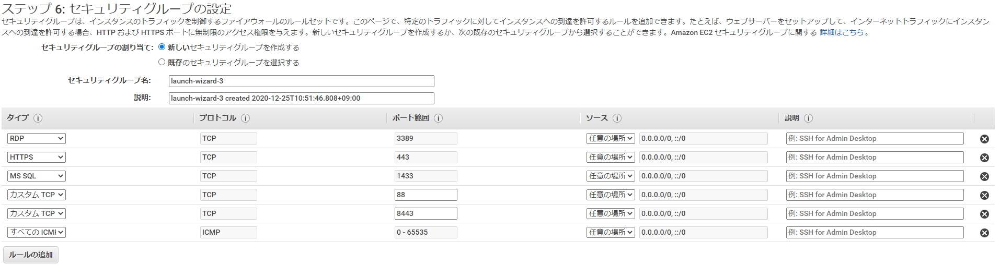 ステップ 6: セキュリティグループの設定
セキュリティグループは、インスタンスのトラフィックを制御するファイアウォールのルールセットです。このページで、特定のトラフィックに対してインスタンスへの到達を許可するルールを追加できます。たとえば、ウェブサーバーをセットアップして、インターネットトラフィックにインスタン
スへの到達を許可する場合、HTTP および HTTPS ポートに無制限のアクセス権限を与えます。新しいセキュリティグループを作成するか、次の既存のセキュリティグループから選択することができます。Amazon EC2 セキュリティグループに関する 詳細はこちら。
セキュリティグループの割り当て: 新しいセキュリティグループを作成する
既存のセキュリティグループを選択する
セキュリティグループ名: launch-wizard-3
説明: launch-wizard-3 created 2020-12-25T10:51:46.808+09:00
タイプ プロトコル ポート範囲 ソース 説明
RDP TCP 3389 任意の場所 0.0.0.0/0, ::/0 例: SSH for Admin Desktop
HTTPS TCP 443 任意の場所 0.0.0.0/0, ::/0 例: SSH for Admin Desktop
MS SQL TCP 1433 任意の場所 0.0.0.0/0, ::/0 例: SSH for Admin Desktop
カスタム TCP TCP 88 任意の場所 0.0.0.0/0, ::/0 例: SSH for Admin Desktop
カスタム TCP TCP 8443 任意の場所 0.0.0.0/0, ::/0 例: SSH for Admin Desktop
すべての ICMP ICMP 0 - 65535 任意の場所 0.0.0.0/0, ::/0 例: SSH for Admin Desktop
ルールの追加